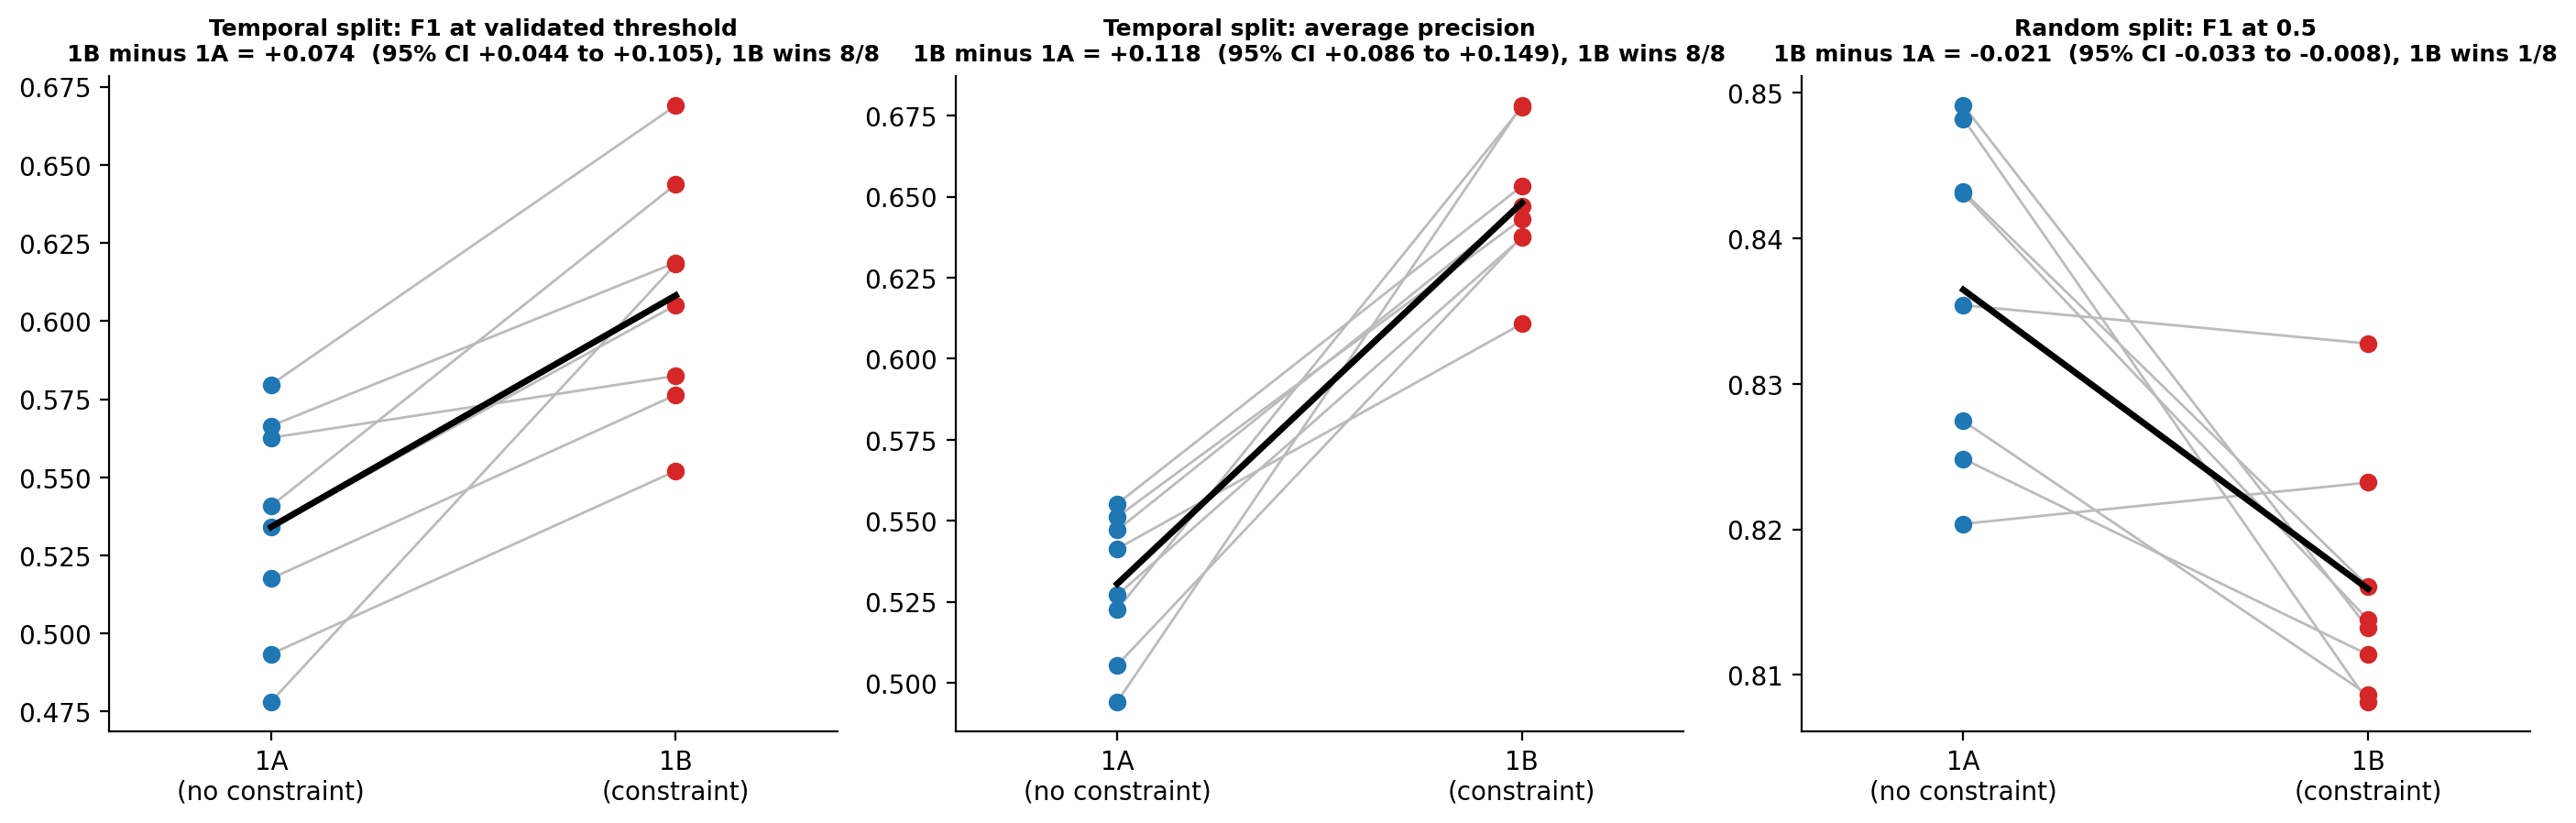 Temporal split: F1 at validated threshold
1B minus 1A = +0.074  (95% CI +0.044 to +0.105), 1B wins 8/8
0.675
0.650
0.625
0.600
0.575
0.550
0.525
0.500
0.475
1A
(no constraint)
1B
(constraint)
Temporal split: average precision
1B minus 1A = +0.118  (95% CI +0.086 to +0.149), 1B wins 8/8
0.675
0.650
0.625
0.600
0.575
0.550
0.525
0.500
1A
(no constraint)
1B
(constraint)
Random split: F1 at 0.5
1B minus 1A = -0.021  (95% CI -0.033 to -0.008), 1B wins 1/8
0.85
0.84
0.83
0.82
0.81
1A
(no constraint)
1B
(constraint)